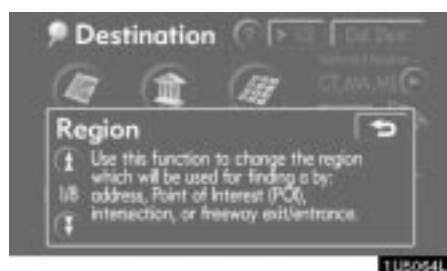 Destination ?
Region
Use this function to change the region
which will be used for finding a by:
1/8 address, Point of Interest (POI),
intersection, or freeway exit/entrance.
1U5064L